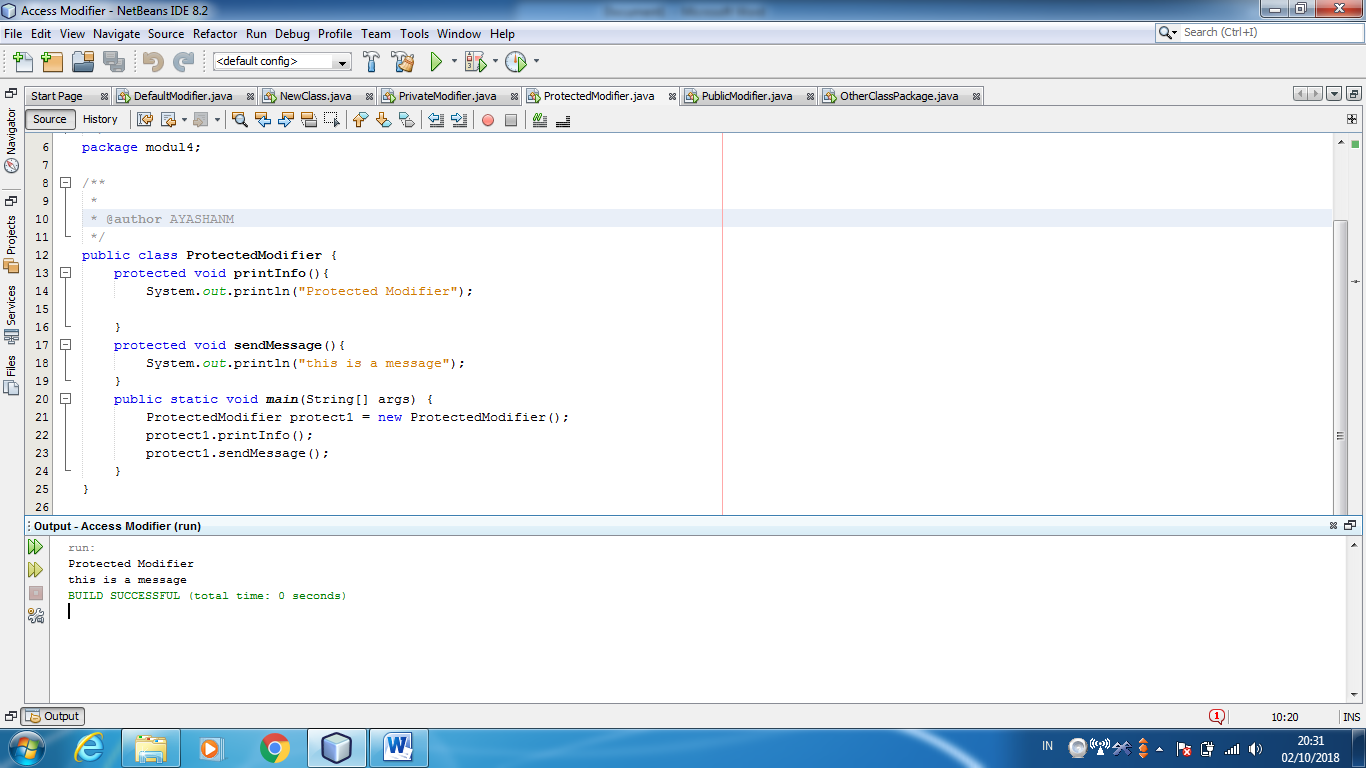 Access Modifier - NetBeans IDE 8.2
File Edit View Navigate Source Refactor Run Debug Profile Team Tools Window Help
Search (Ctrl+I)
<default config>
Start Page DefaultModifier.java NewClass.java PrivateModifier.java ProtectedModifier.java PublicModifier.java OtherClassPackage.java
Source History
Navigator
Projects
Services
Files
6 package modul4;
7
8 /**
9 *
10 * @author AYASHANM
11 */
12 public class ProtectedModifier {
13 protected void printInfo(){
14 System.out.println("Protected Modifier");
15
16 }
17 protected void sendMessage(){
18 System.out.println("this is a message");
19 }
20 public static void main(String[] args) {
21 ProtectedModifier protect1 = new ProtectedModifier();
22 protect1.printInfo();
23 protect1.sendMessage();
24 }
25 }
26
Output - Access Modifier (run)
run:
Protected Modifier
this is a message
BUILD SUCCESSFUL (total time: 0 seconds)
Output
1
10:20 INS
IN
20:31
02/10/2018